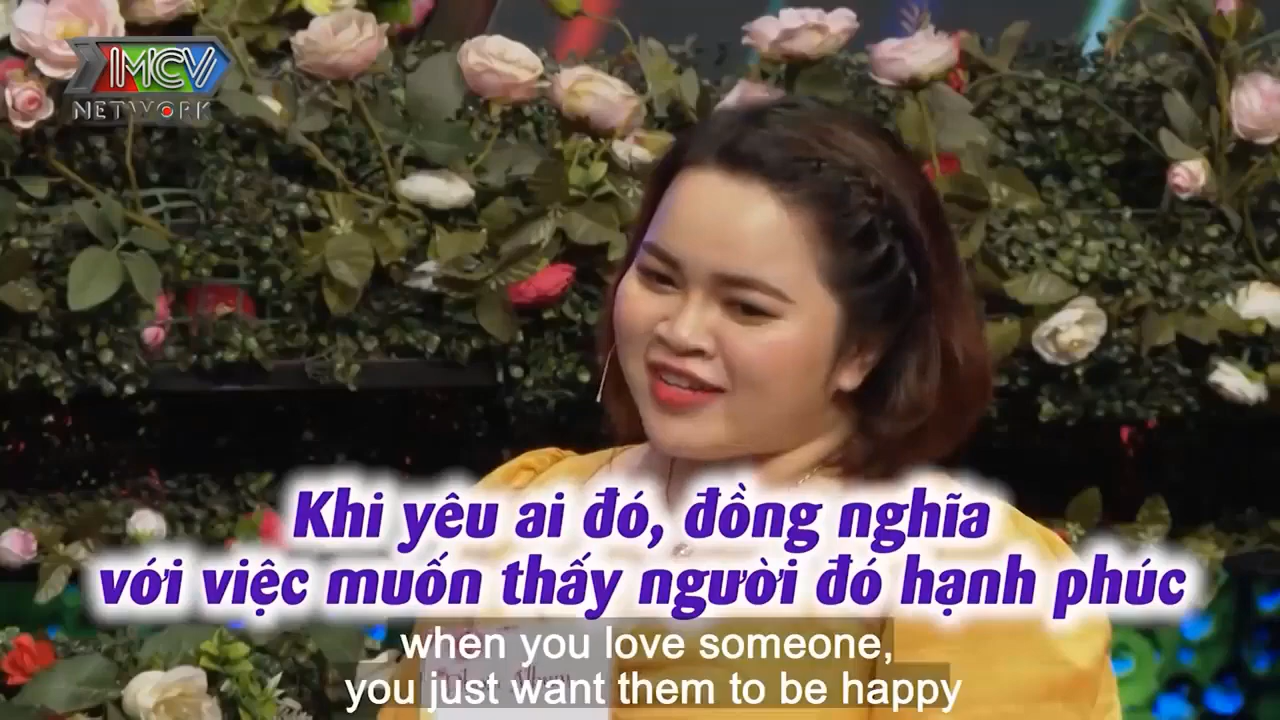 MCV
NETWORK
Khi yêu ai đó, đồng nghĩa
với việc muốn thấy người đó hạnh phúc
when you love someone,
you just want them to be happy